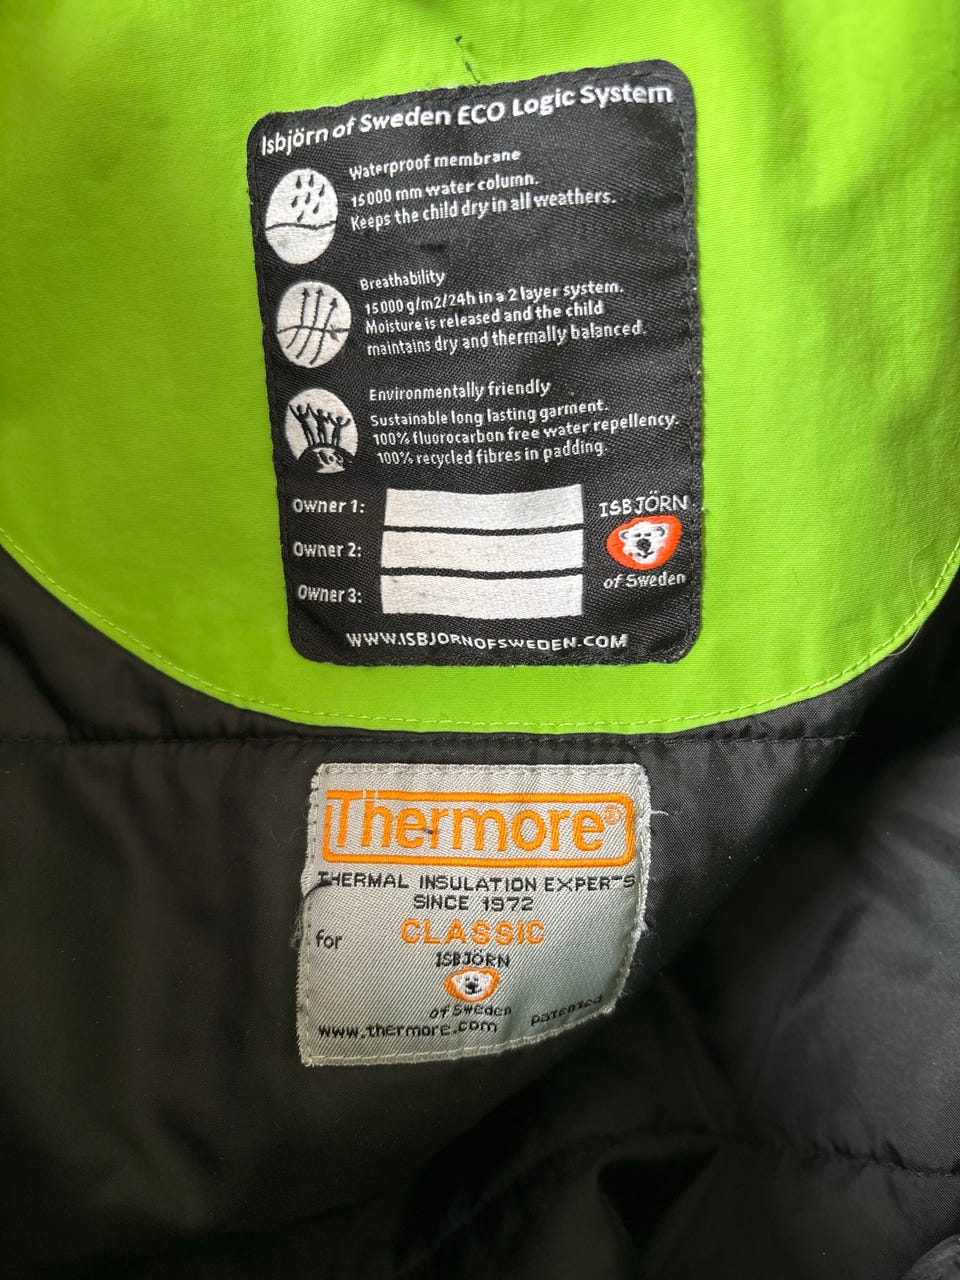 Isbjörn of Sweden ECO Logic System
Waterproof membrane
15000 mm water column.
Keeps the child dry in all weathers.
Breathability
15000 g/m2/24h in a 2 layer system.
Moisture is released and the child
maintains dry and thermally balanced.
Environmentally friendly
Sustainable long lasting garment.
100% fluorocarbon free water repellency.
100% recycled fibres in padding.
Owner 1:
Owner 2:
Owner 3:
ISBJÖRN
of Sweden
WWW.ISBJORNOFSWEDEN.COM
Thermore®
THERMAL INSULATION EXPERTS
SINCE 1972
for CLASSIC
ISBJÖRN
of Sweden
www.thermore.com patented